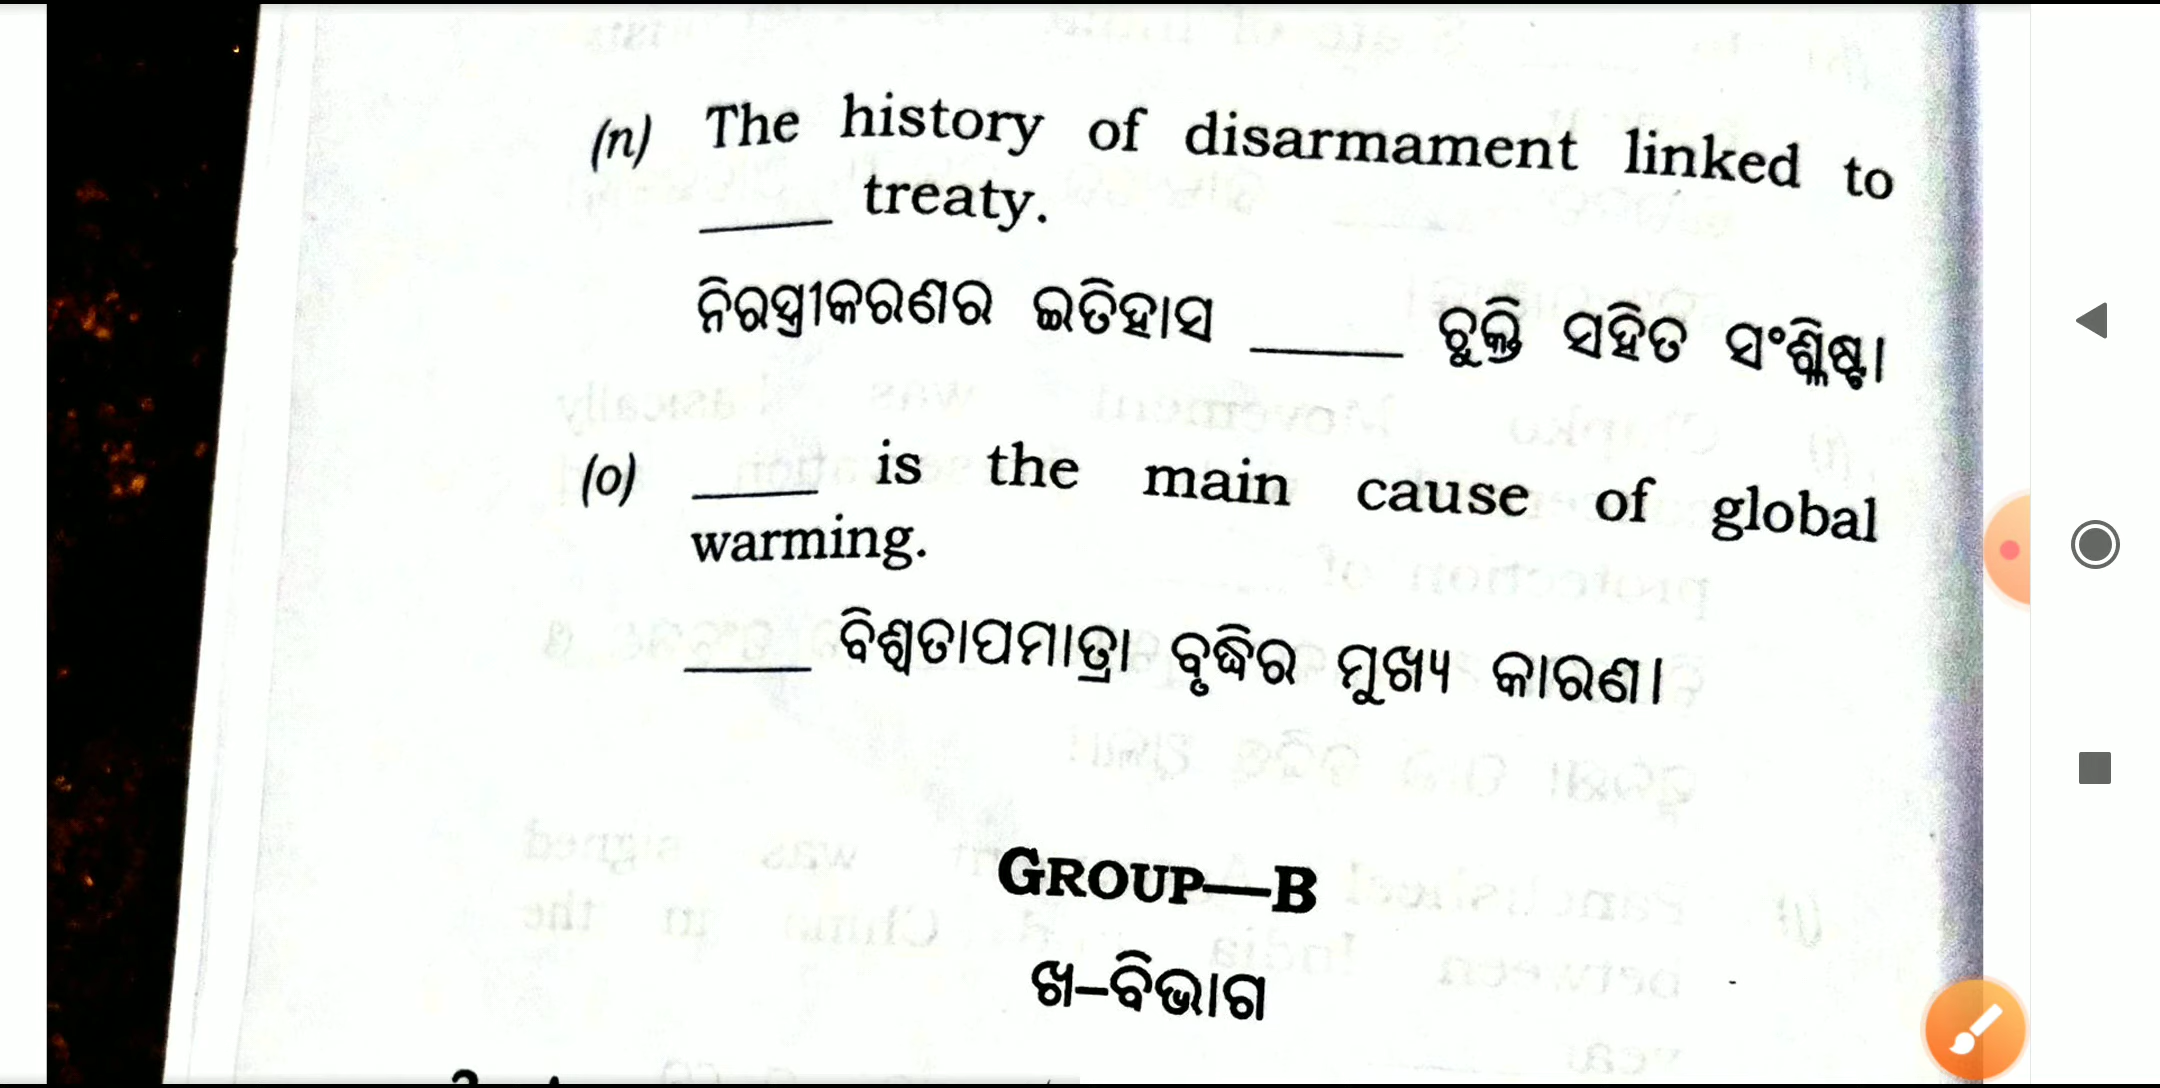 (n) The history of disarmament linked to
____ treaty.
ନିରସ୍ତ୍ରୀକରଣର ଇତିହାସ ____ ଚୁକ୍ତି ସହିତ ସଂଶ୍ଳିଷ୍ଟ।
(o) ____ is the main cause of global
warming.
____ ବିଶ୍ୱତାପମାତ୍ରା ବୃଦ୍ଧିର ମୁଖ୍ୟ କାରଣ।
GROUP—B
ଖ–ବିଭାଗ